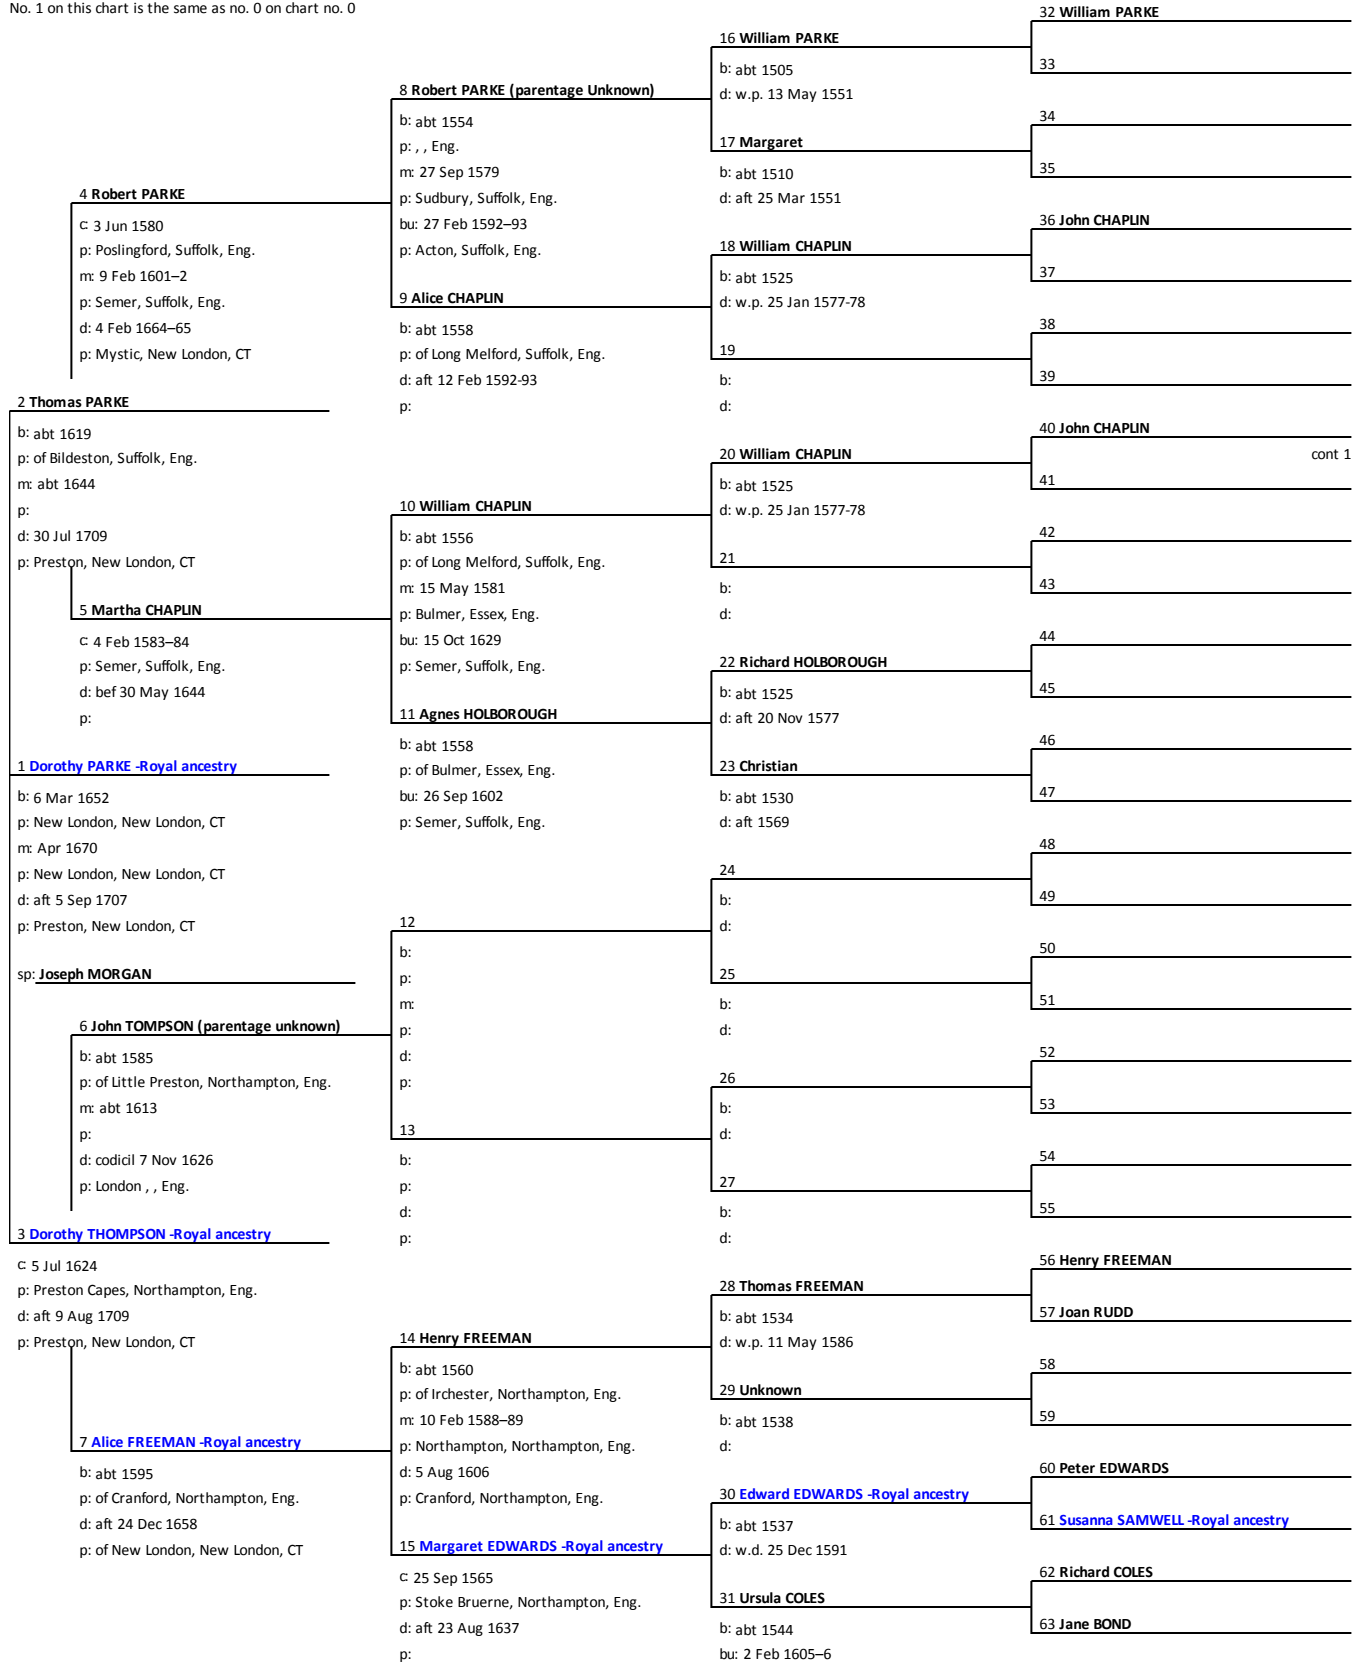 No. 1 on this chart is the same as no. 0 on chart no. 0
32 William PARKE
16 William PARKE
b: abt 1505
d: w.p. 13 May 1551
33
8 Robert PARKE (parentage Unknown)
b: abt 1554
p: , , Eng.
m: 27 Sep 1579
p: Sudbury, Suffolk, Eng.
bu: 27 Feb 1592–93
p: Acton, Suffolk, Eng.
34
17 Margaret
b: abt 1510
d: aft 25 Mar 1551
35
4 Robert PARKE
c: 3 Jun 1580
p: Poslingford, Suffolk, Eng.
m: 9 Feb 1601–2
p: Semer, Suffolk, Eng.
d: 4 Feb 1664–65
p: Mystic, New London, CT
36 John CHAPLIN
18 William CHAPLIN
b: abt 1525
d: w.p. 25 Jan 1577-78
37
9 Alice CHAPLIN
b: abt 1558
p: of Long Melford, Suffolk, Eng.
d: aft 12 Feb 1592-93
p:
38
19
b:
d:
39
2 Thomas PARKE
b: abt 1619
p: of Bildeston, Suffolk, Eng.
m: abt 1644
p:
d: 30 Jul 1709
p: Preston, New London, CT
40 John CHAPLIN
cont 1
20 William CHAPLIN
b: abt 1525
d: w.p. 25 Jan 1577-78
41
10 William CHAPLIN
b: abt 1556
p: of Long Melford, Suffolk, Eng.
m: 15 May 1581
p: Bulmer, Essex, Eng.
bu: 15 Oct 1629
p: Semer, Suffolk, Eng.
42
21
b:
d:
43
5 Martha CHAPLIN
c: 4 Feb 1583–84
p: Semer, Suffolk, Eng.
d: bef 30 May 1644
p:
44
22 Richard HOLBOROUGH
b: abt 1525
d: aft 20 Nov 1577
45
11 Agnes HOLBOROUGH
b: abt 1558
p: of Bulmer, Essex, Eng.
bu: 26 Sep 1602
p: Semer, Suffolk, Eng.
46
23 Christian
b: abt 1530
d: aft 1569
47
1 Dorothy PARKE -Royal ancestry
b: 6 Mar 1652
p: New London, New London, CT
m: Apr 1670
p: New London, New London, CT
d: aft 5 Sep 1707
p: Preston, New London, CT
sp: Joseph MORGAN
48
24
b:
d:
49
12
b:
p:
m:
p:
d:
p:
50
25
b:
d:
51
6 John TOMPSON (parentage unknown)
b: abt 1585
p: of Little Preston, Northampton, Eng.
m: abt 1613
p:
d: codicil 7 Nov 1626
p: London , , Eng.
52
26
b:
d:
53
13
b:
p:
d:
p:
54
27
b:
d:
55
3 Dorothy THOMPSON -Royal ancestry
c: 5 Jul 1624
p: Preston Capes, Northampton, Eng.
d: aft 9 Aug 1709
p: Preston, New London, CT
56 Henry FREEMAN
28 Thomas FREEMAN
b: abt 1534
d: w.p. 11 May 1586
57 Joan RUDD
14 Henry FREEMAN
b: abt 1560
p: of Irchester, Northampton, Eng.
m: 10 Feb 1588–89
p: Northampton, Northampton, Eng.
d: 5 Aug 1606
p: Cranford, Northampton, Eng.
58
29 Unknown
b: abt 1538
d:
59
7 Alice FREEMAN -Royal ancestry
b: abt 1595
p: of Cranford, Northampton, Eng.
d: aft 24 Dec 1658
p: of New London, New London, CT
60 Peter EDWARDS
30 Edward EDWARDS -Royal ancestry
b: abt 1537
d: w.d. 25 Dec 1591
61 Susanna SAMWELL -Royal ancestry
15 Margaret EDWARDS -Royal ancestry
c: 25 Sep 1565
p: Stoke Bruerne, Northampton, Eng.
d: aft 23 Aug 1637
p:
62 Richard COLES
31 Ursula COLES
b: abt 1544
bu: 2 Feb 1605–6
63 Jane BOND